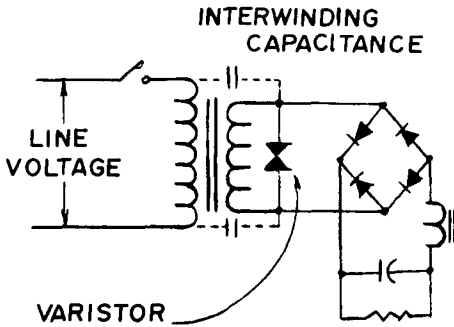 INTERWINDING
CAPACITANCE
LINE
VOLTAGE
VARISTOR